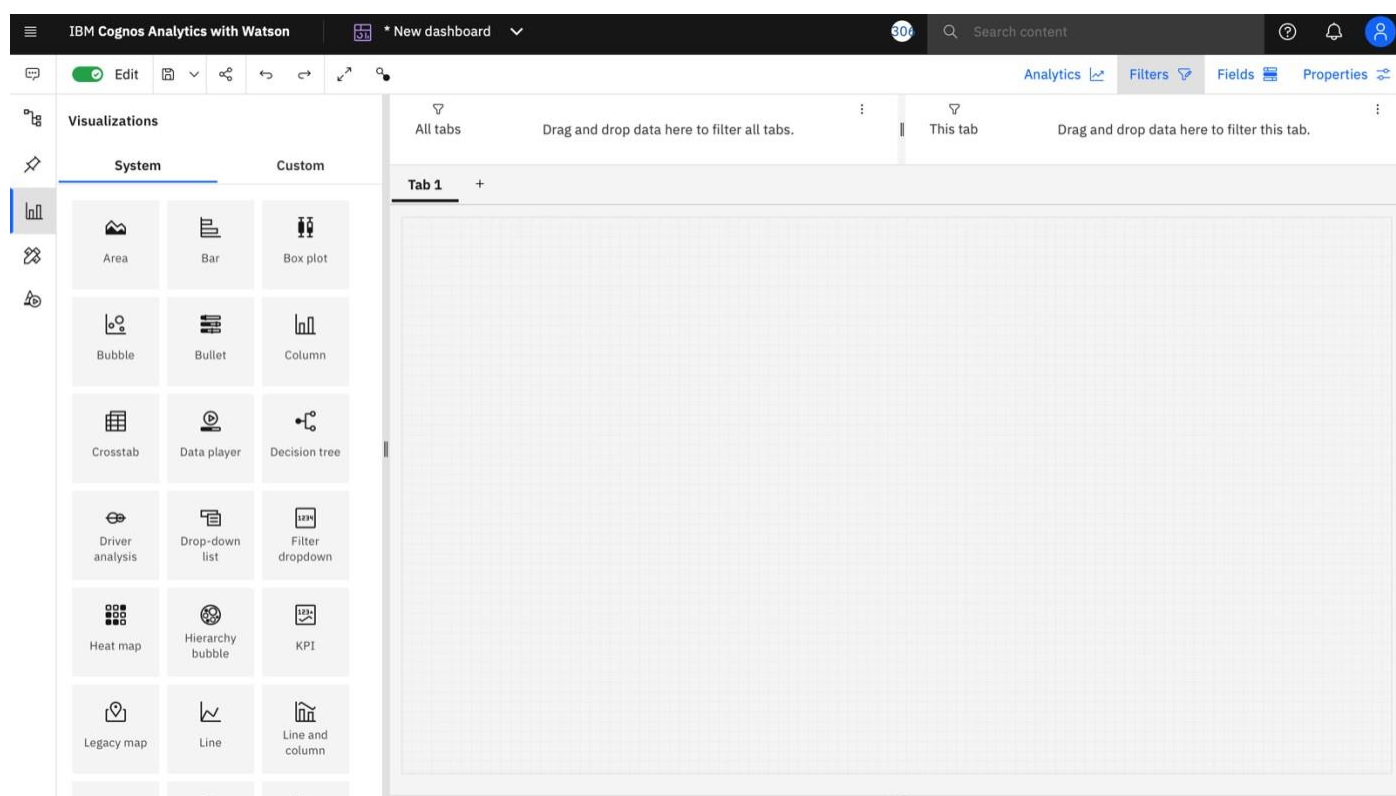 IBM Cognos Analytics with Watson
* New dashboard
306
Search content
Edit
Analytics
Filters
Fields
Properties
Visualizations
System
Custom
All tabs
Drag and drop data here to filter all tabs.
This tab
Drag and drop data here to filter this tab.
Tab 1
+
Area
Bar
Box plot
Bubble
Bullet
Column
Crosstab
Data player
Decision tree
Driver
analysis
Drop-down
list
1234
Filter
dropdown
Heat map
Hierarchy
bubble
KPI
Legacy map
Line
Line and
column